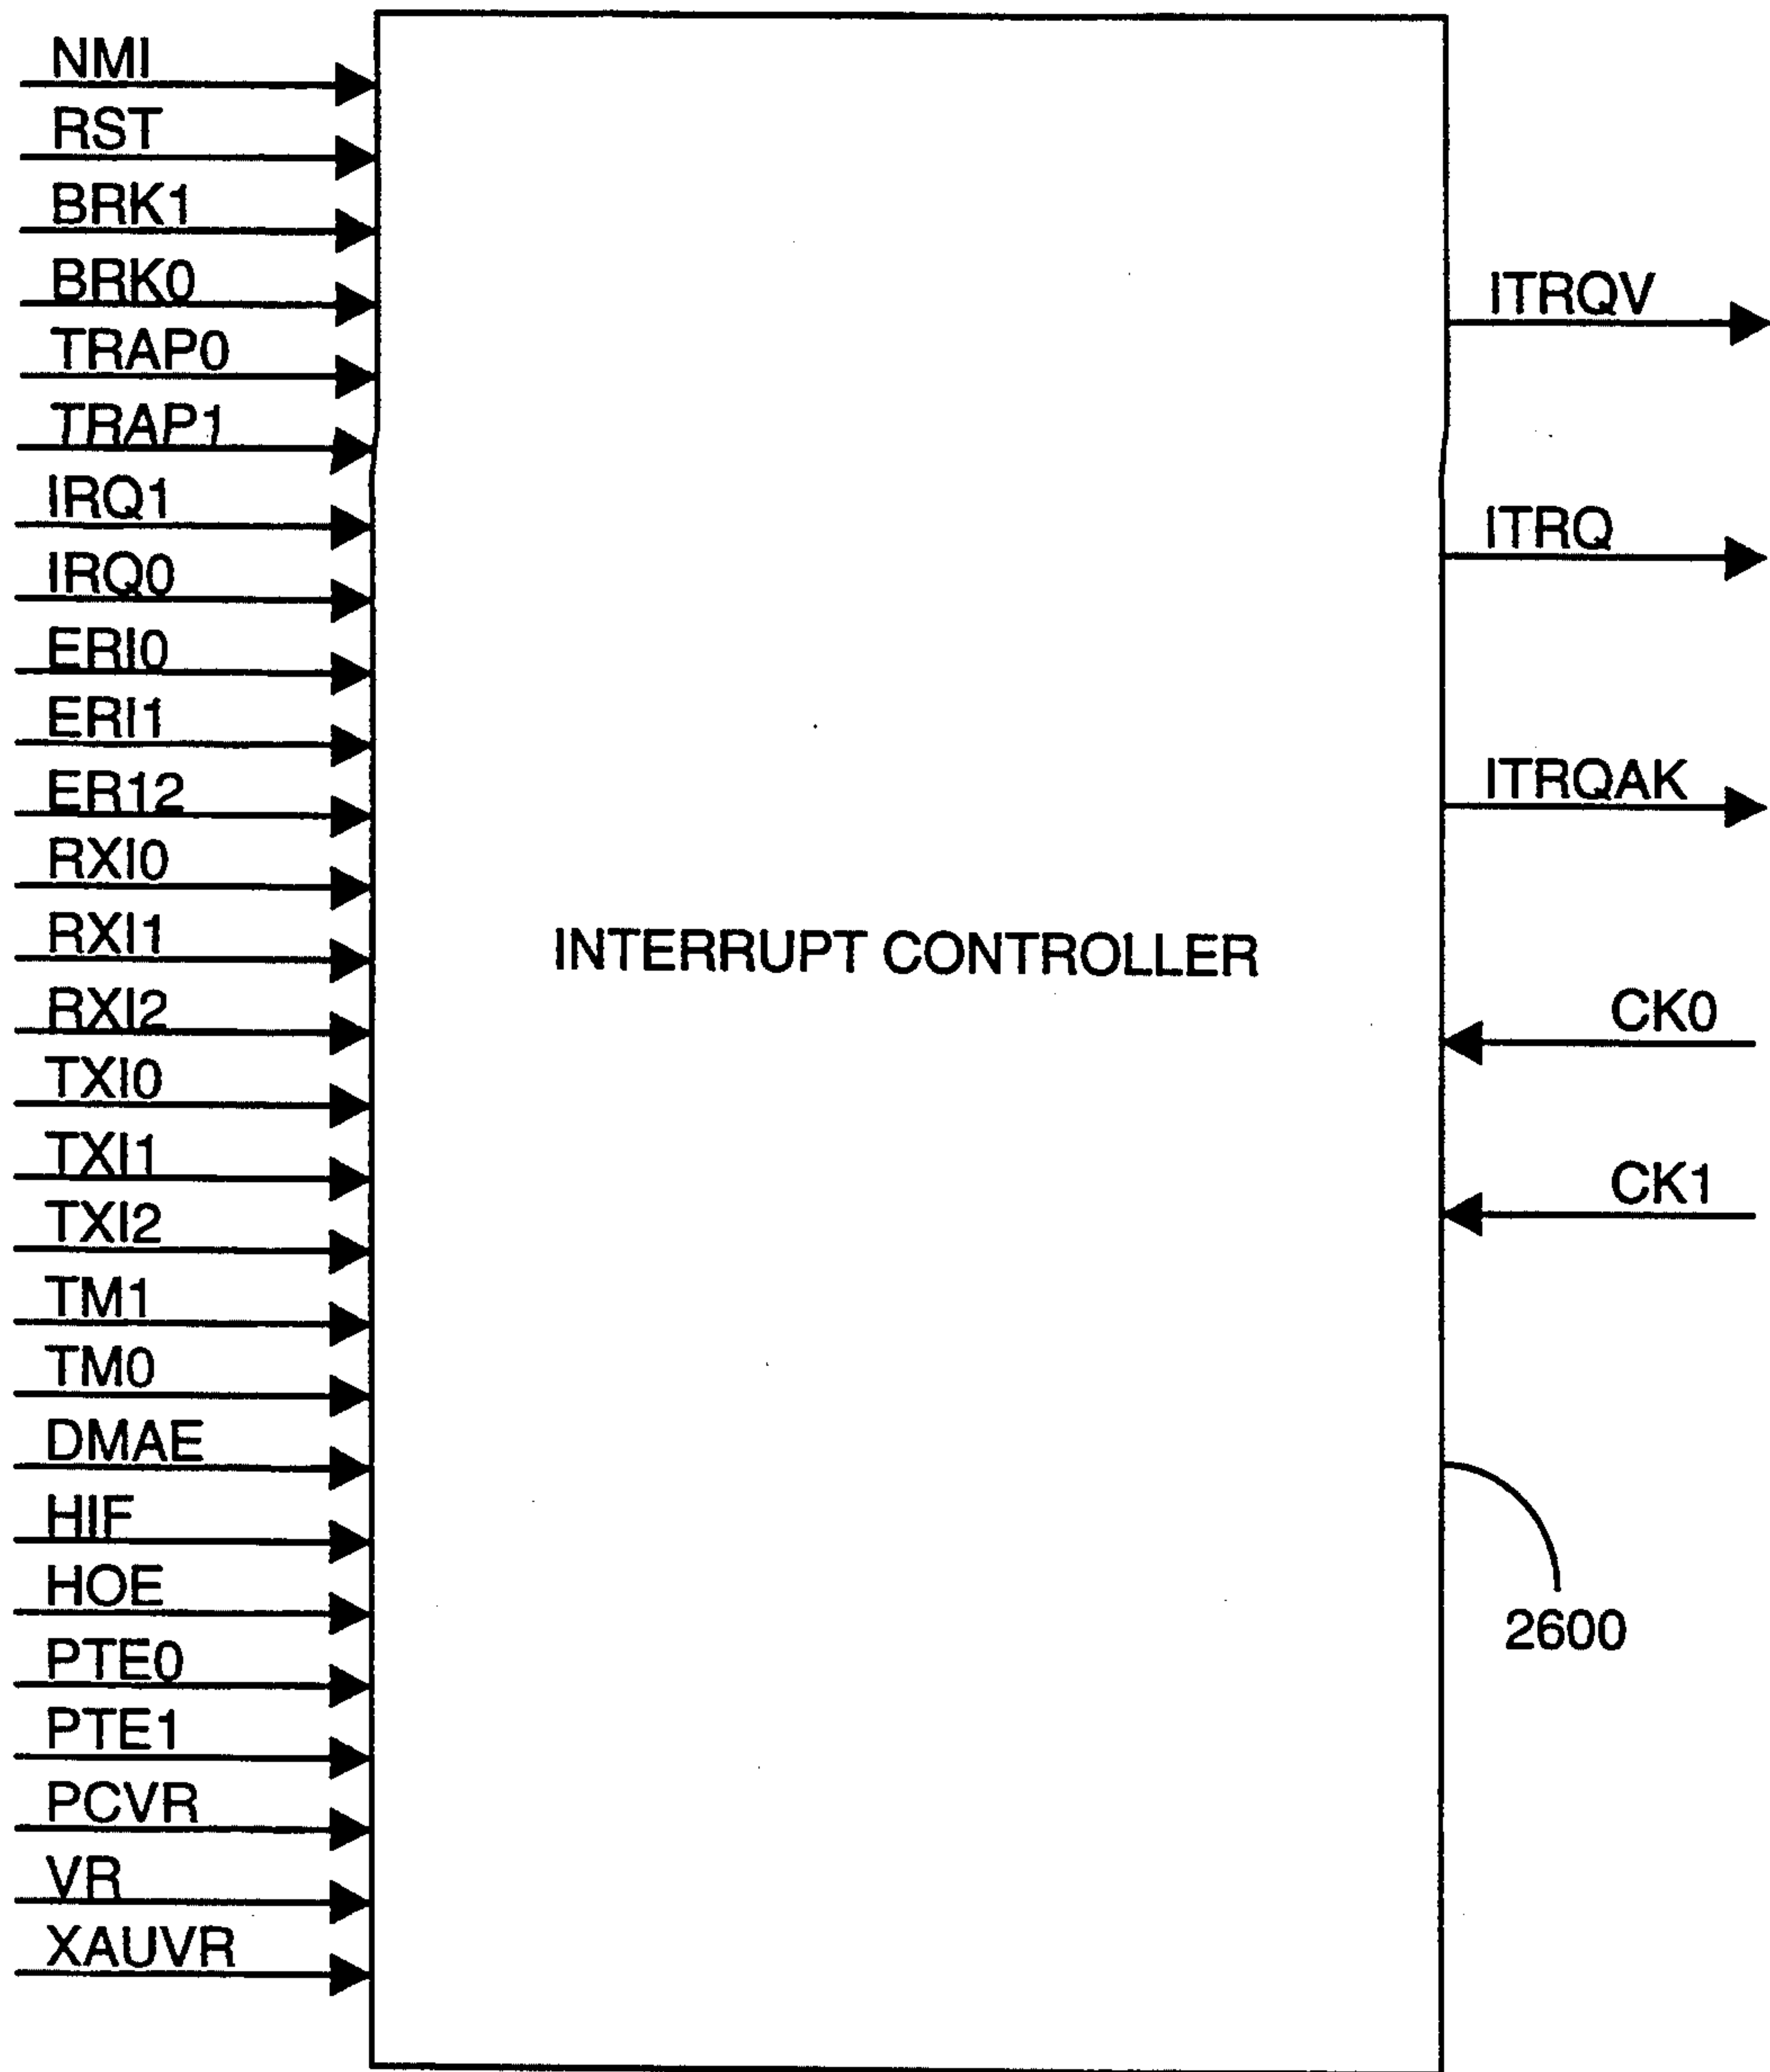 NMI
RST
BRK1
BRK0
TRAP0
TRAP1
IRQ1
IRQ0
ERI0
ERI1
ER12
RXI0
RXI1
RXI2
TXI0
TXI1
TXI2
TM1
TM0
DMAE
HIF
HOE
PTE0
PTE1
PCVR
VR
XAUVR
INTERRUPT CONTROLLER
ITRQV
ITRQ
ITRQAK
CK0
CK1
2600